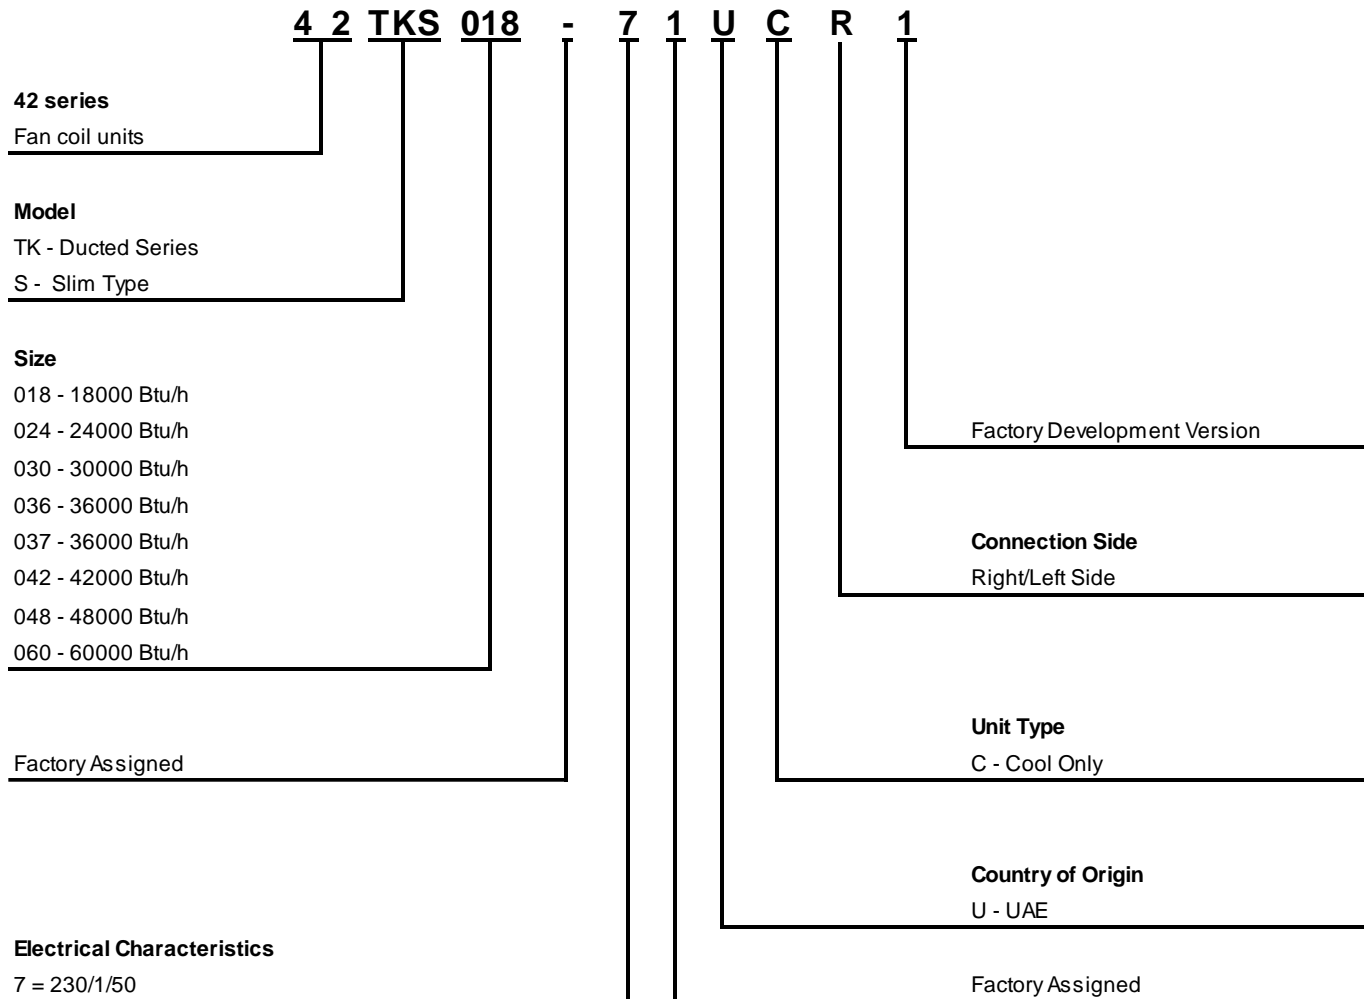 4 2 TKS 018 - 7 1 U C R 1
42 series
Fan coil units
Model
TK - Ducted Series
S - Slim Type
Size
018 - 18000 Btu/h
024 - 24000 Btu/h
030 - 30000 Btu/h
036 - 36000 Btu/h
037 - 36000 Btu/h
042 - 42000 Btu/h
048 - 48000 Btu/h
060 - 60000 Btu/h
Factory Assigned
Electrical Characteristics
7 = 230/1/50
Factory Development Version
Connection Side
Right/Left Side
Unit Type
C - Cool Only
Country of Origin
U - UAE
Factory Assigned